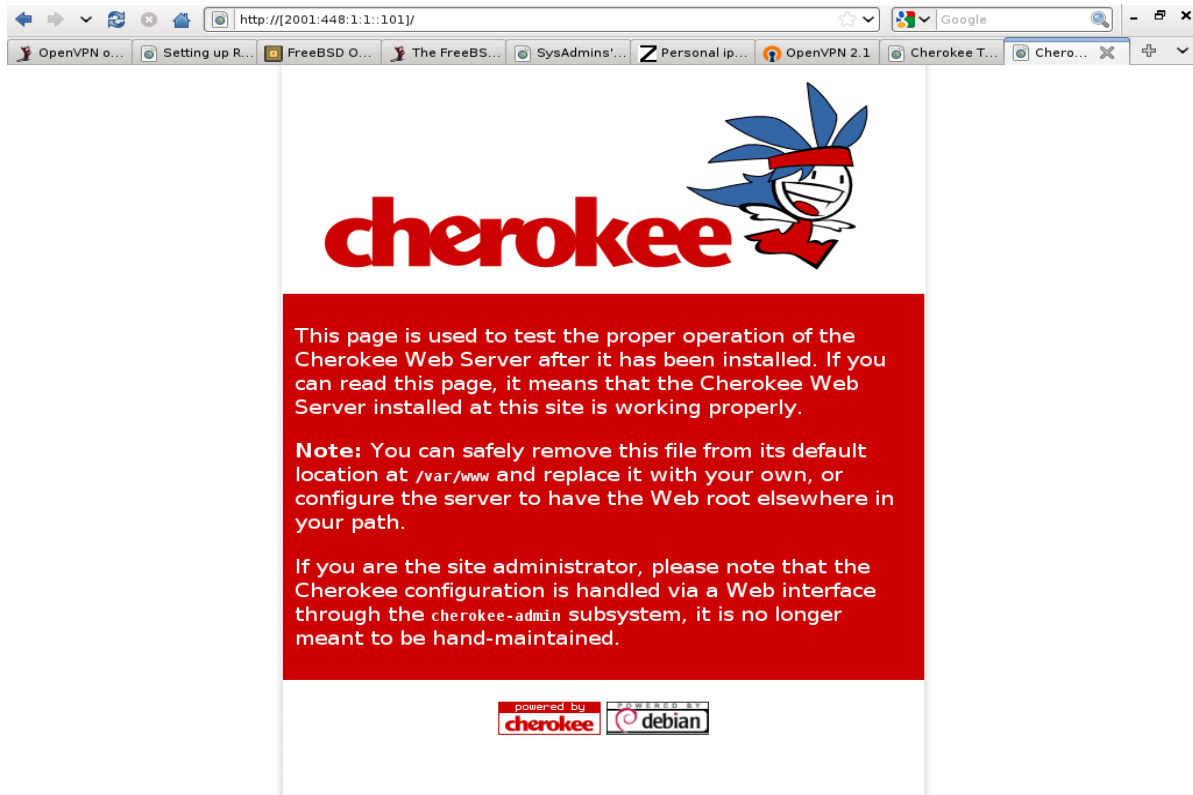 http://[2001:448:1:1::101]/
Google
OpenVPN o...
Setting up R...
FreeBSD O...
The FreeBS...
SysAdmins'...
Personal ip...
OpenVPN 2.1
Cherokee T...
Chero...
cherokee
This page is used to test the proper operation of the
Cherokee Web Server after it has been installed. If you
can read this page, it means that the Cherokee Web
Server installed at this site is working properly.
Note: You can safely remove this file from its default
location at /var/www and replace it with your own, or
configure the server to have the Web root elsewhere in
your path.
If you are the site administrator, please note that the
Cherokee configuration is handled via a Web interface
through the cherokee-admin subsystem, it is no longer
meant to be hand-maintained.
powered by
cherokee
POWERED BY
debian